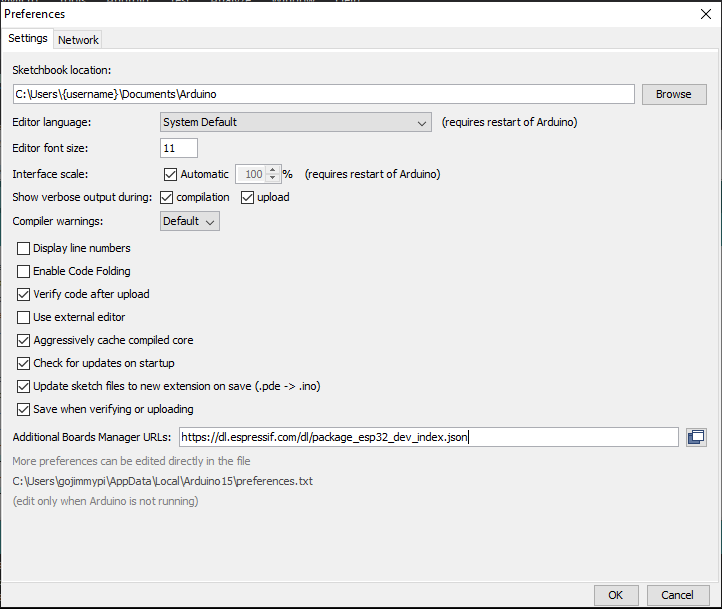 Preferences
Settings Network
Sketchbook location:
C:\Users\{username}\Documents\Arduino Browse
Editor language: System Default (requires restart of Arduino)
Editor font size: 11
Interface scale: Automatic 100 % (requires restart of Arduino)
Show verbose output during: compilation upload
Compiler warnings: Default
Display line numbers
Enable Code Folding
Verify code after upload
Use external editor
Aggressively cache compiled core
Check for updates on startup
Update sketch files to new extension on save (.pde -> .ino)
Save when verifying or uploading
Additional Boards Manager URLs: https://dl.espressif.com/dl/package_esp32_dev_index.json
More preferences can be edited directly in the file
C:\Users\gojimmypi\AppData\Local\Arduino15\preferences.txt
(edit only when Arduino is not running)
OK Cancel